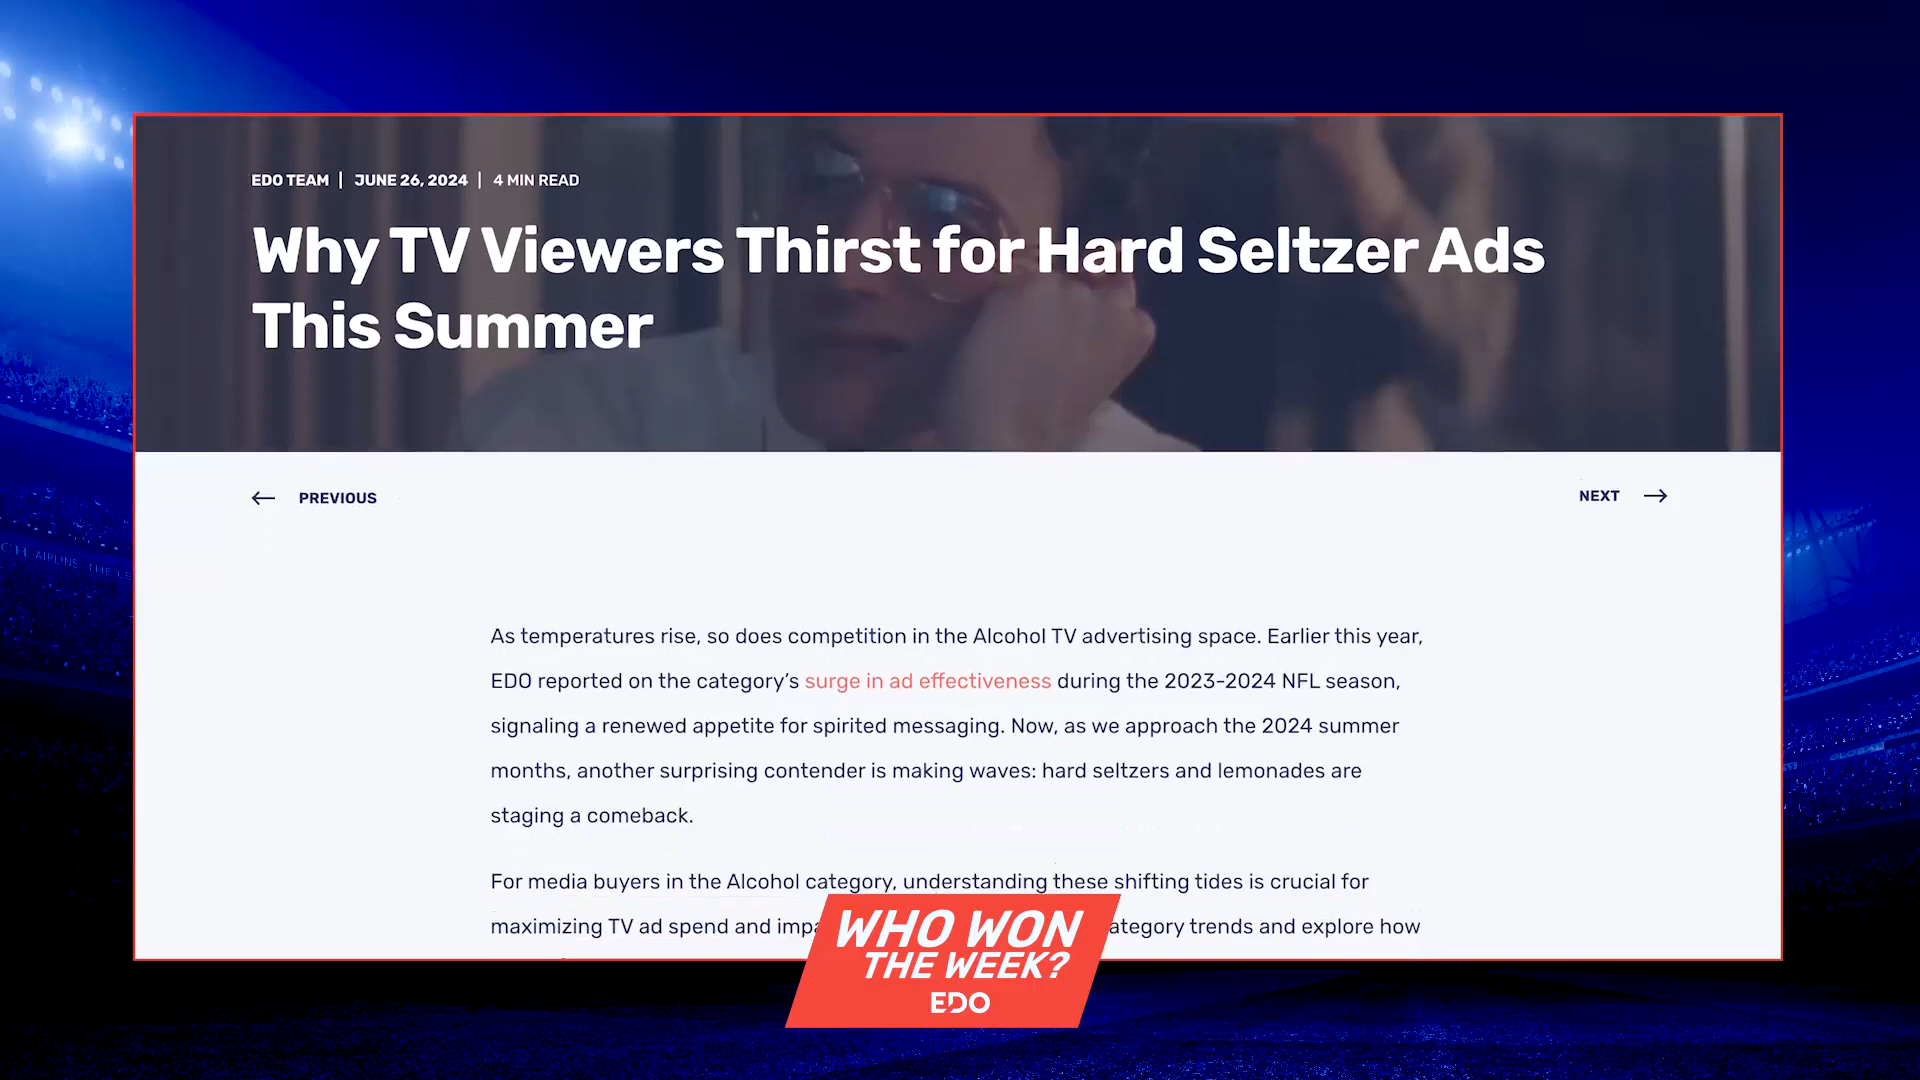 EDO TEAM | JUNE 26, 2024 | 4 MIN READ
Why TV Viewers Thirst for Hard Seltzer Ads
This Summer
PREVIOUS
NEXT
As temperatures rise, so does competition in the Alcohol TV advertising space. Earlier this year,
EDO reported on the category's surge in ad effectiveness during the 2023-2024 NFL season,
signaling a renewed appetite for spirited messaging. Now, as we approach the 2024 summer
months, another surprising contender is making waves: hard seltzers and lemonades are
staging a comeback.
For media buyers in the Alcohol category, understanding these shifting tides is crucial for
maximizing TV ad spend and trends and explore how
WHO WON
THE WEEK?
EDO
AIRLINE THE
GLOBAL